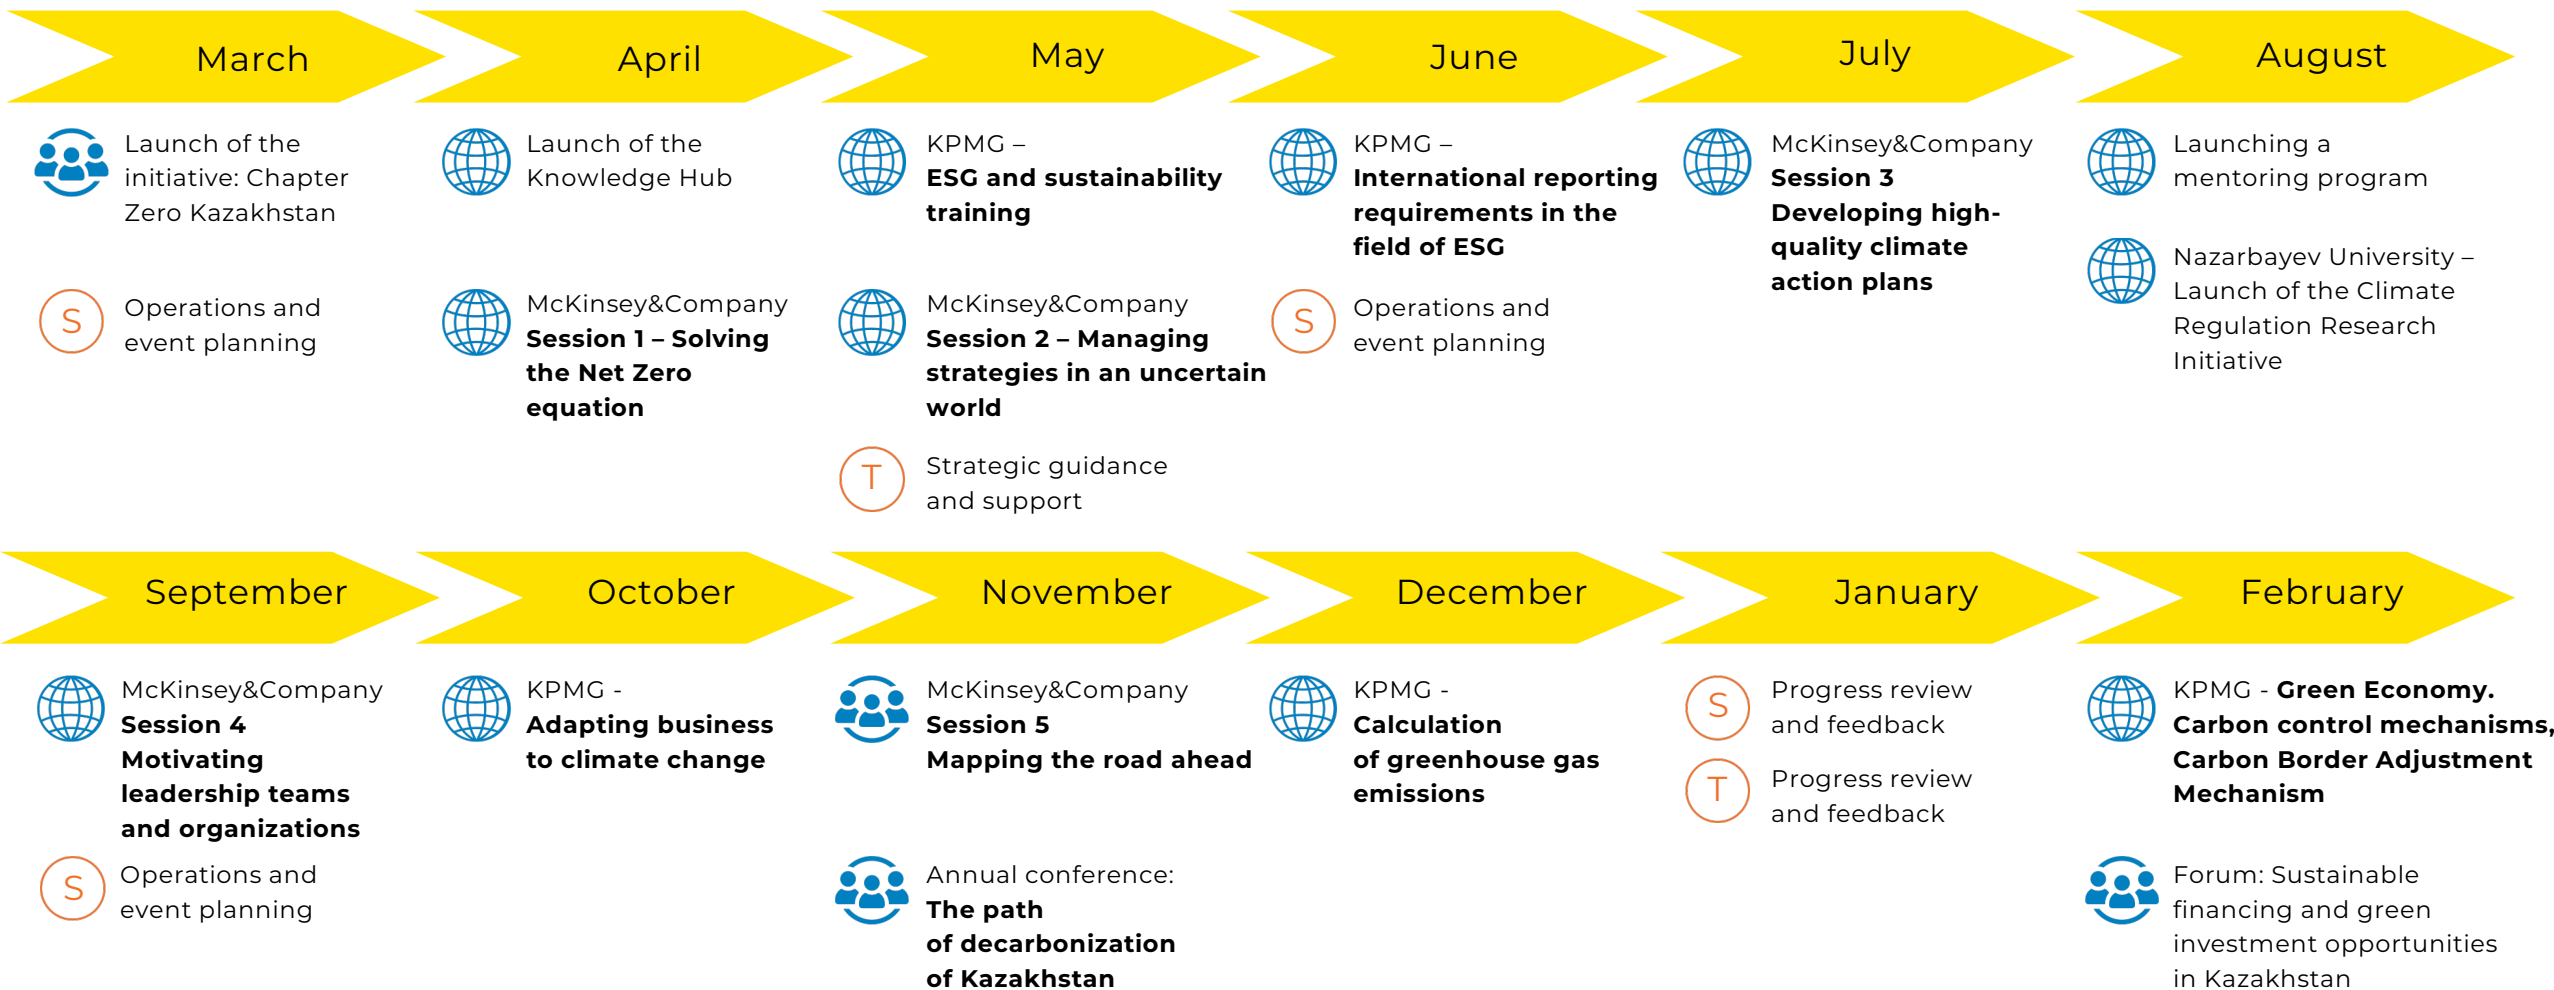 March
April
May
June
July
August
Launch of the
initiative: Chapter
Zero Kazakhstan
S
Operations and
event planning
Launch of the
Knowledge Hub
McKinsey&Company
Session 1 – Solving
the Net Zero
equation
KPMG –
ESG and sustainability
training
McKinsey&Company
Session 2 – Managing
strategies in an uncertain
world
T
Strategic guidance
and support
KPMG –
International reporting
requirements in the
field of ESG
S
Operations and
event planning
McKinsey&Company
Session 3
Developing high-
quality climate
action plans
Launching a
mentoring program
Nazarbayev University –
Launch of the Climate
Regulation Research
Initiative
September
October
November
December
January
February
McKinsey&Company
Session 4
Motivating
leadership teams
and organizations
S
Operations and
event planning
KPMG -
Adapting business
to climate change
McKinsey&Company
Session 5
Mapping the road ahead
Annual conference:
The path
of decarbonization
of Kazakhstan
KPMG -
Calculation
of greenhouse gas
emissions
S
Progress review
and feedback
T
Progress review
and feedback
KPMG - Green Economy.
Carbon control mechanisms,
Carbon Border Adjustment
Mechanism
Forum: Sustainable
financing and green
investment opportunities
in Kazakhstan